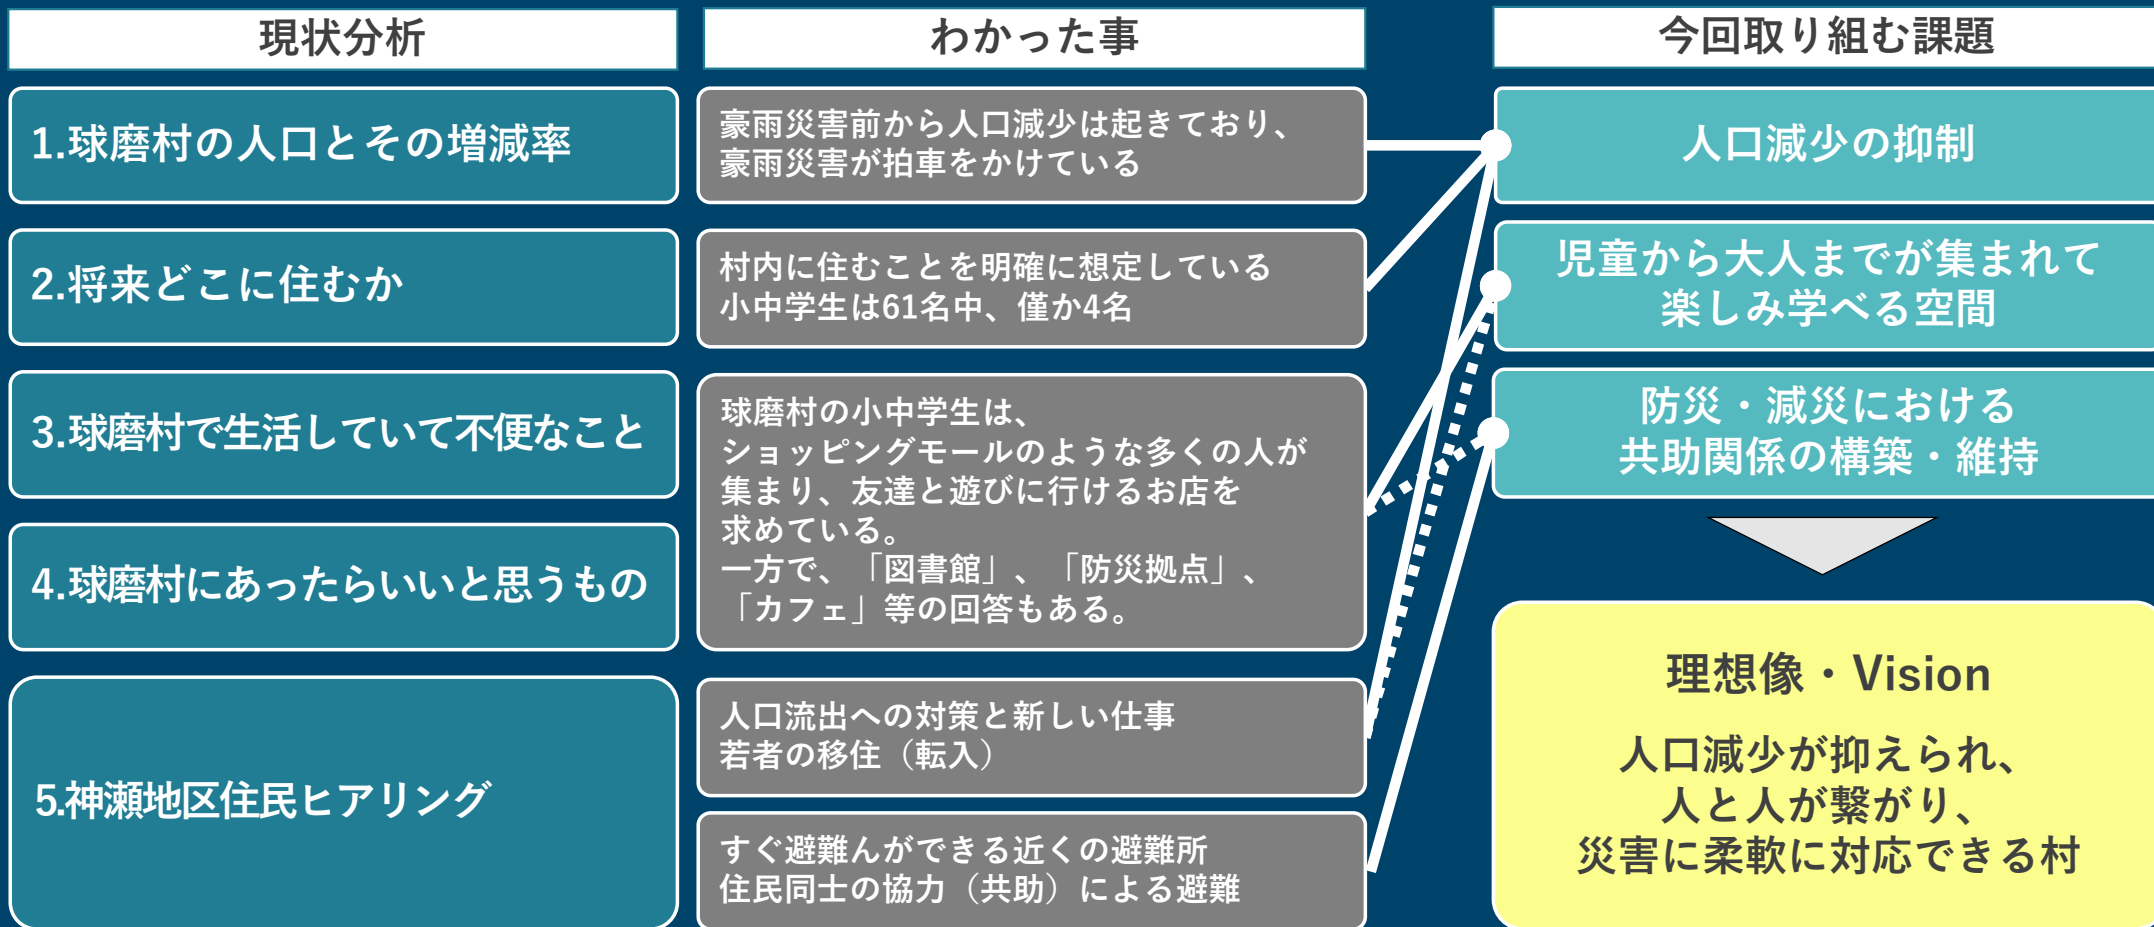 現状分析
わかった事
今回取り組む課題
1.球磨村の人口とその増減率
豪雨災害前から人口減少は起きており、
豪雨災害が拍車をかけている
人口減少の抑制
2.将来どこに住むか
村内に住むことを明確に想定している
小中学生は61名中、僅か4名
児童から大人までが集まれて
楽しみ学べる空間
3.球磨村で生活していて不便なこと
4.球磨村にあったらいいと思うもの
球磨村の小中学生は、
ショッピングモールのような多くの人が
集まり、友達と遊びに行けるお店を
求めている。
一方で、「図書館」、「防災拠点」、
「カフェ」等の回答もある。
防災・減災における
共助関係の構築・維持
5.神瀬地区住民ヒアリング
人口流出への対策と新しい仕事
若者の移住（転入）
すぐ避難んができる近くの避難所
住民同士の協力（共助）による避難
理想像・Vision
人口減少が抑えられ、
人と人が繋がり、
災害に柔軟に対応できる村